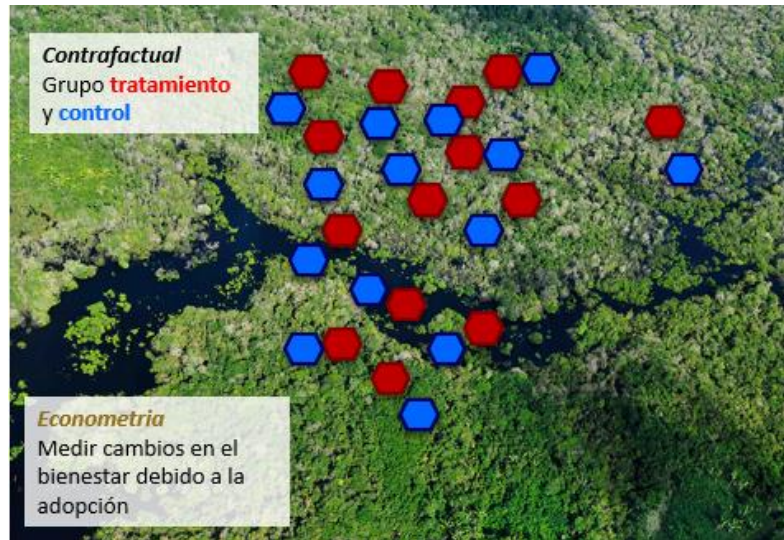 Contrafactual
Grupo tratamiento
y control
Econometria
Medir cambios en el
bienestar debido a la
adopción